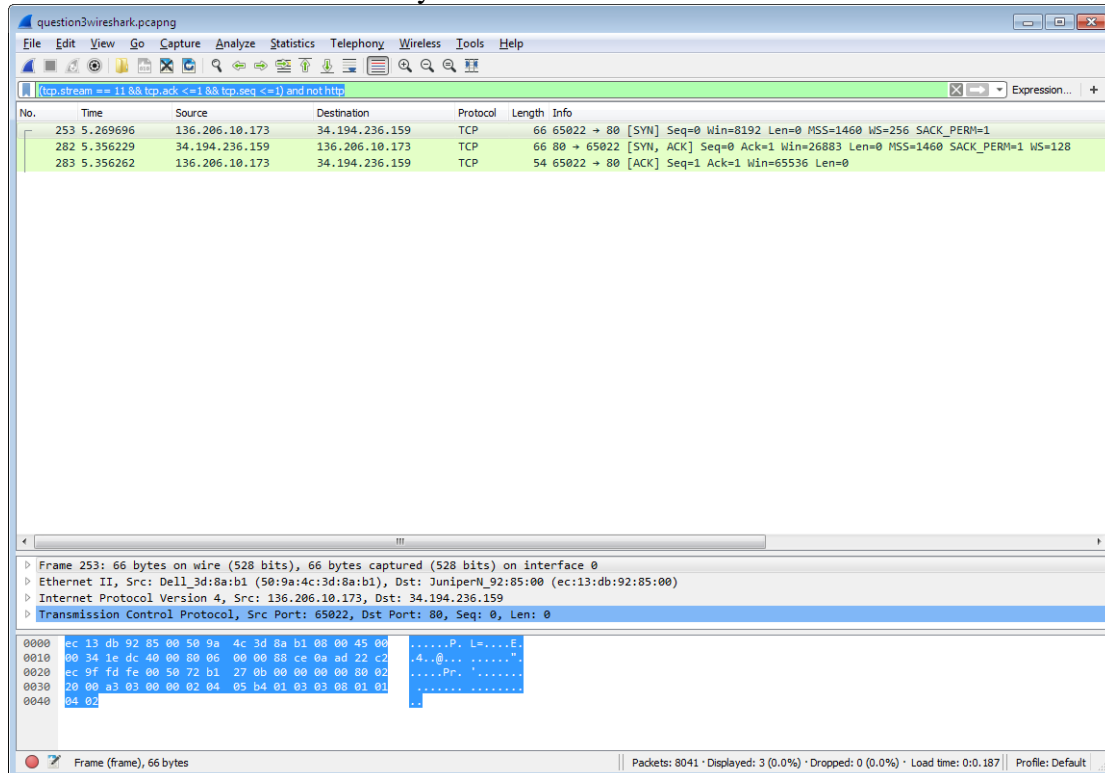 question3wireshark.pcapng
File Edit View Go Capture Analyze Statistics Telephony Wireless Tools Help
(tcp.stream == 11 && tcp.ack <=1 && tcp.seq <=1) and not http
Expression... +
No. Time Source Destination Protocol Length Info
253 5.269696 136.206.10.173 34.194.236.159 TCP 66 65022 → 80 [SYN] Seq=0 Win=8192 Len=0 MSS=1460 WS=256 SACK_PERM=1
282 5.356229 34.194.236.159 136.206.10.173 TCP 66 80 → 65022 [SYN, ACK] Seq=0 Ack=1 Win=26883 Len=0 MSS=1460 SACK_PERM=1 WS=128
283 5.356262 136.206.10.173 34.194.236.159 TCP 54 65022 → 80 [ACK] Seq=1 Ack=1 Win=65536 Len=0
Frame 253: 66 bytes on wire (528 bits), 66 bytes captured (528 bits) on interface 0
Ethernet II, Src: Dell_3d:8a:b1 (50:9a:4c:3d:8a:b1), Dst: JuniperN_92:85:00 (ec:13:db:92:85:00)
Internet Protocol Version 4, Src: 136.206.10.173, Dst: 34.194.236.159
Transmission Control Protocol, Src Port: 65022, Dst Port: 80, Seq: 0, Len: 0
0000 ec 13 db 92 85 00 50 9a 4c 3d 8a b1 08 00 45 00 ......P. L=....E.
0010 00 34 1e dc 40 00 80 06 00 00 88 ce 0a ad 22 c2 .4..@... ......".
0020 ec 9f fd fe 00 50 72 b1 27 0b 00 00 00 00 80 02 .....Pr. '.......
0030 20 00 a3 03 00 00 02 04 05 b4 01 03 03 08 01 01 ....... ........
0040 04 02 ..
Frame (frame), 66 bytes
Packets: 8041 · Displayed: 3 (0.0%) · Dropped: 0 (0.0%) · Load time: 0:0.187
Profile: Default